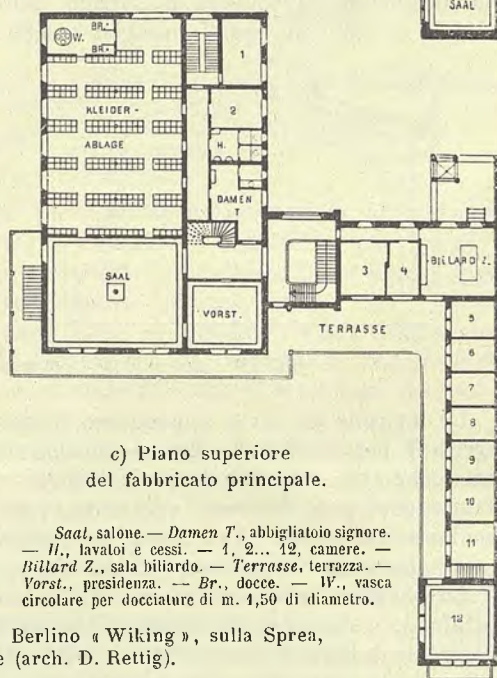 SAAL
BR.
W.
BR.
1
KLEIDER-
2
ABLAGE
H.
DAMEN
T
SAAL
VORST.
3
4
BILLARD Z.
TERRASSE
5
6
7
8
9
10
11
12
c) Piano superiore
del fabbricato principale.
Saal, salone. — Damen T., abbigliatoio signore.
— H., lavatoi e cessi. — 1, 2... 12, camere. —
Billard Z., sala biliardo. — Terrasse, terrazza. —
Vorst., presidenza. — Br., docce. — W., vasca
circolare per docciature di m. 1,50 di diametro.
Berlino « Wiking », sulla Sprea,
e (arch. D. Rettig).